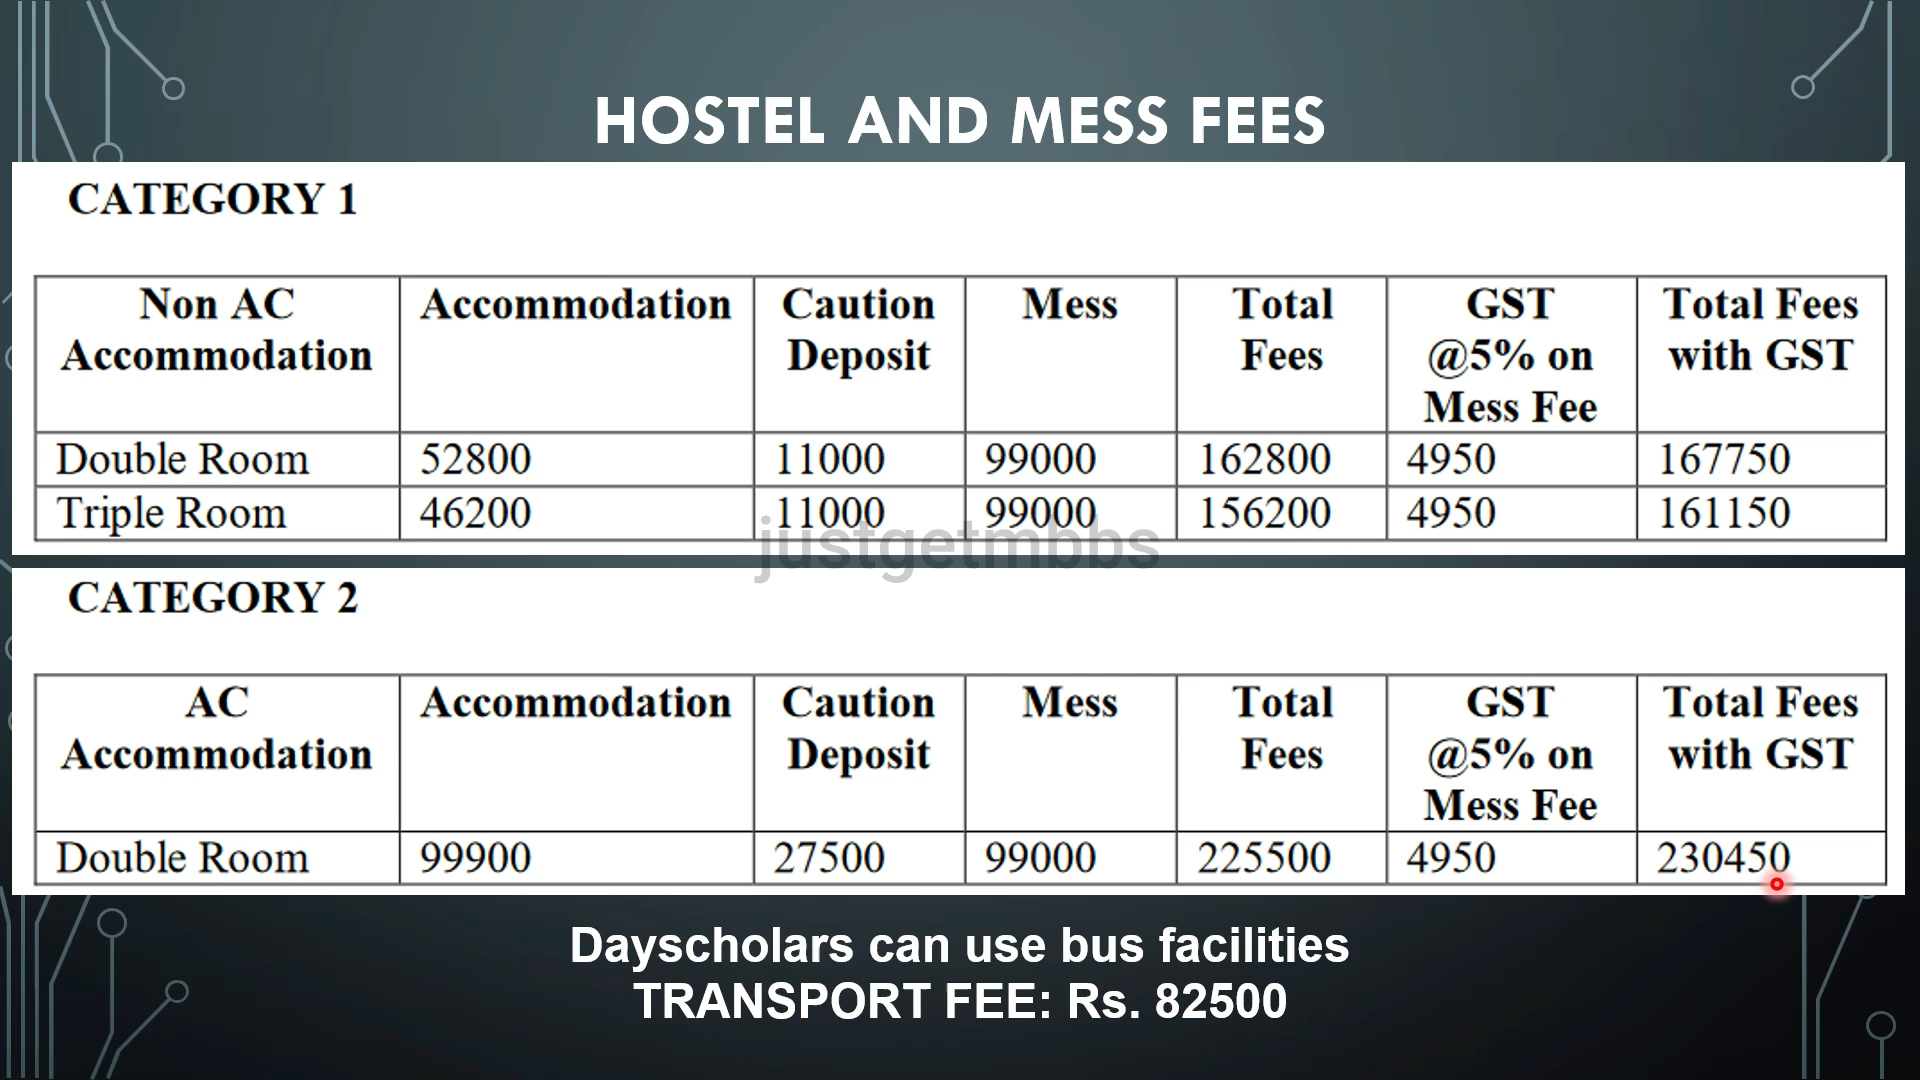 HOSTEL AND MESS FEES
CATEGORY 1
Non AC Accommodation Accommodation Caution Deposit Mess Total Fees GST @5% on Mess Fee Total Fees with GST
Double Room 52800 11000 99000 162800 4950 167750
Triple Room 46200 11000 99000 156200 4950 161150
justgetmbbs
CATEGORY 2
AC Accommodation Accommodation Caution Deposit Mess Total Fees GST @5% on Mess Fee Total Fees with GST
Double Room 99900 27500 99000 225500 4950 230450
Dayscholars can use bus facilities
TRANSPORT FEE: Rs. 82500